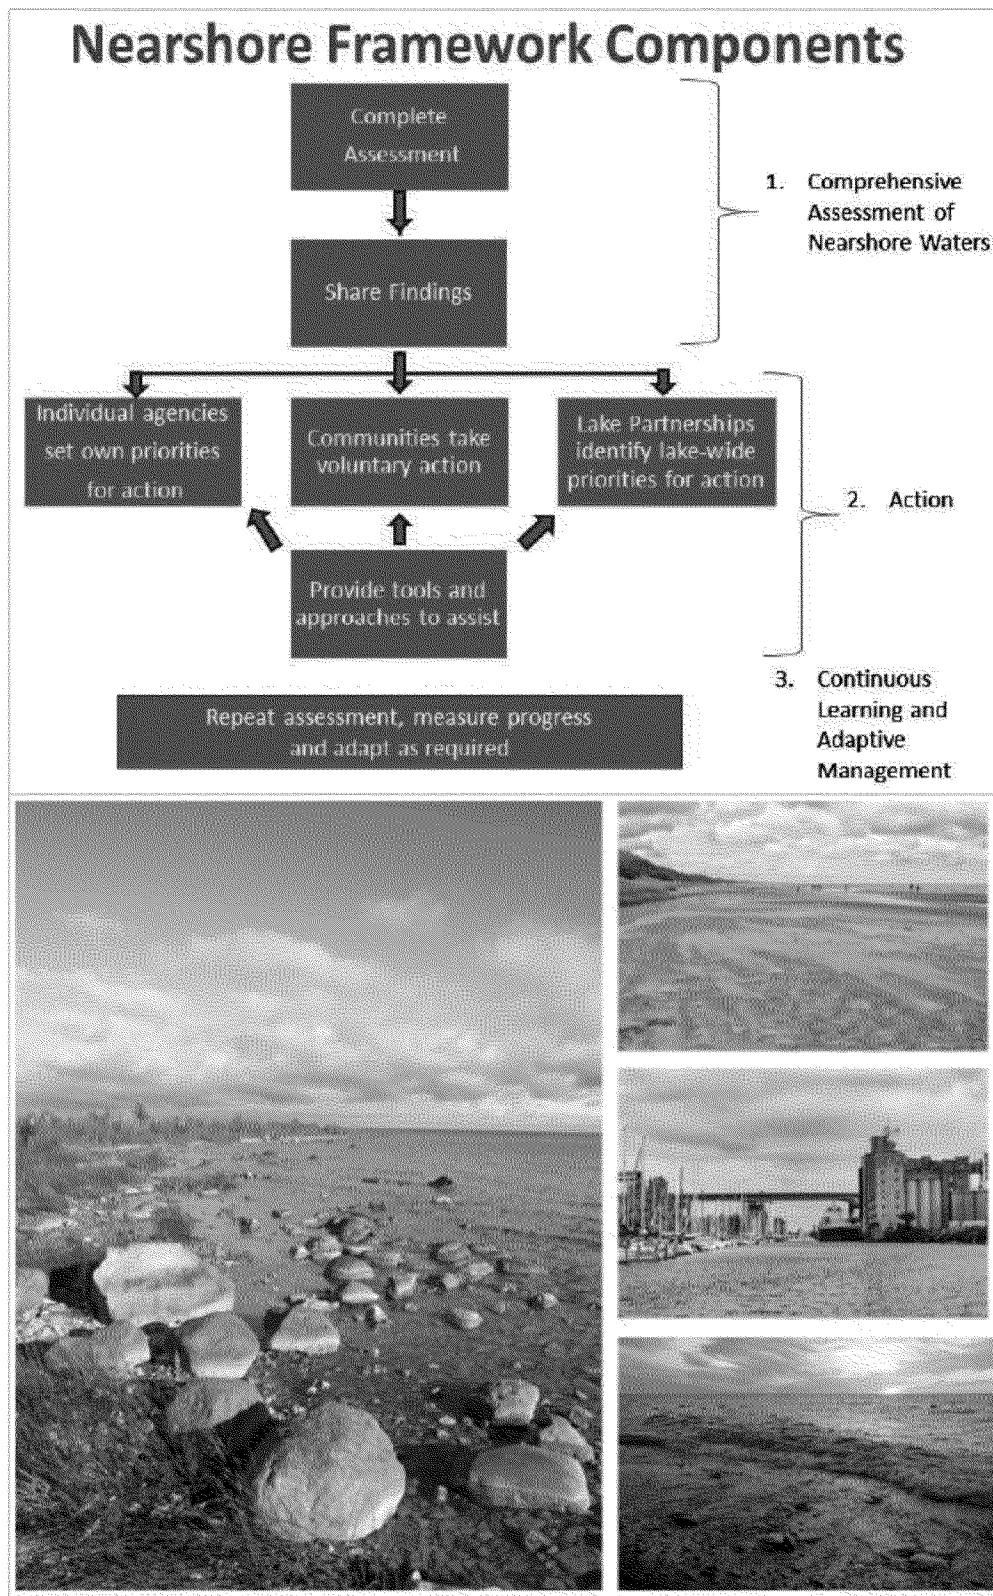 Nearshore Framework Components
Complete
Assessment
1. Comprehensive
Assessment of
Nearshore Waters
Share Findings
Individual agencies
set own priorities
for action
Communities take
voluntary action
Lake Partnerships
identify lake-wide
priorities for action
2. Action
Provide tools and
approaches to assist
3. Continuous
Learning and
Adaptive
Management
Repeat assessment, measure progress
and adapt as required